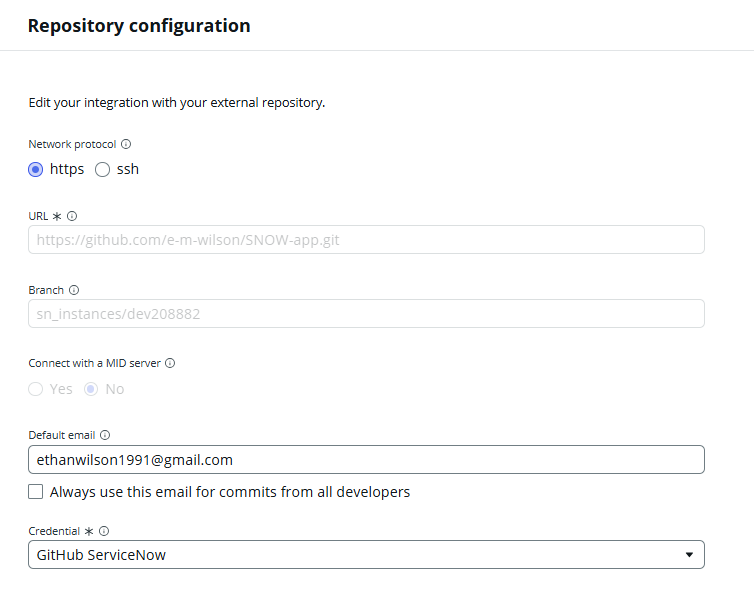 Repository configuration
Edit your integration with your external repository.
Network protocol
https ssh
URL *
https://github.com/e-m-wilson/SNOW-app.git
Branch
sn_instances/dev208882
Connect with a MID server
Yes No
Default email
ethanwilson1991@gmail.com
Always use this email for commits from all developers
Credential *
GitHub ServiceNow